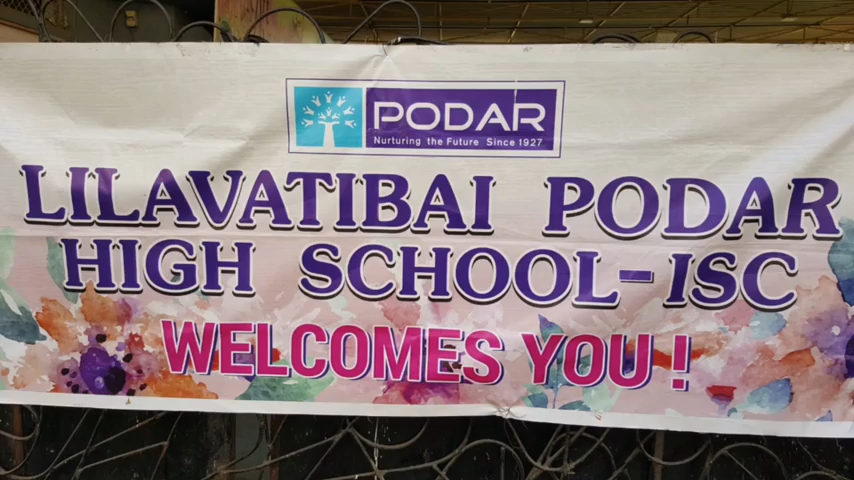 PODAR
Nurturing the Future Since 1927
LILAVATIBAI PODAR
HIGH SCHOOL-ISC
WELCOMES YOU!